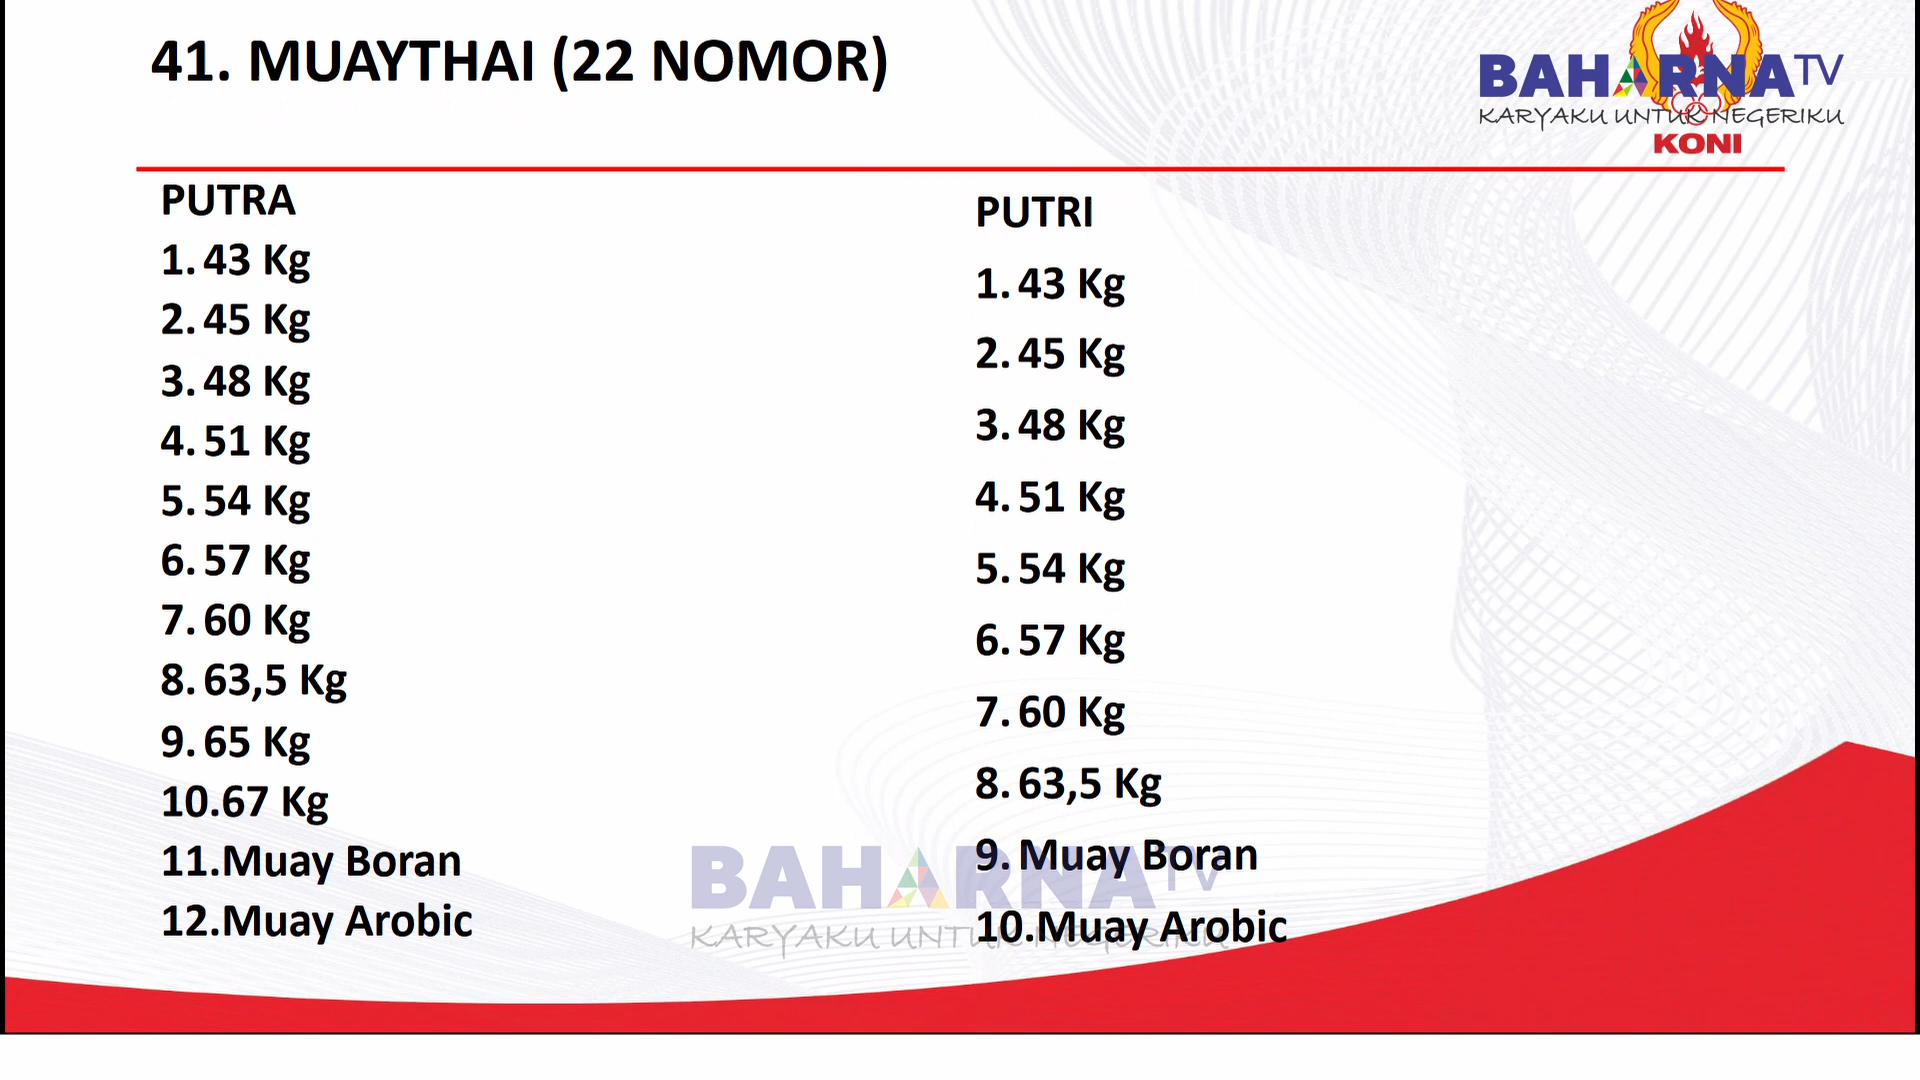 41. MUAYTHAI (22 NOMOR)
BAHARNATV
KARYAKU UNTUK NEGERIKU
KONI
PUTRA
1. 43 Kg
2. 45 Kg
3. 48 Kg
4. 51 Kg
5. 54 Kg
6. 57 Kg
7. 60 Kg
8. 63,5 Kg
9. 65 Kg
10.67 Kg
11.Muay Boran
12.Muay Arobic
PUTRI
1. 43 Kg
2. 45 Kg
3. 48 Kg
4. 51 Kg
5. 54 Kg
6. 57 Kg
7. 60 Kg
8. 63,5 Kg
9. Muay Boran
10.Muay Arobic
BAHARNATV
KARYAKU UNTUK NEGERIKU